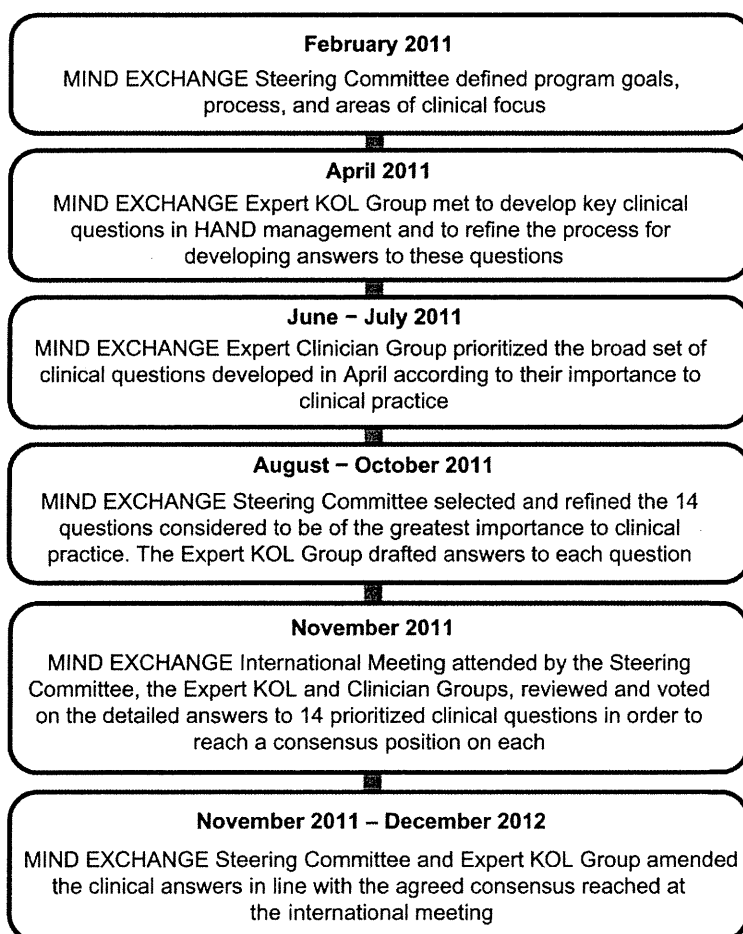 February 2011
MIND EXCHANGE Steering Committee defined program goals,
process, and areas of clinical focus
April 2011
MIND EXCHANGE Expert KOL Group met to develop key clinical
questions in HAND management and to refine the process for
developing answers to these questions
June – July 2011
MIND EXCHANGE Expert Clinician Group prioritized the broad set of
clinical questions developed in April according to their importance to
clinical practice
August – October 2011
MIND EXCHANGE Steering Committee selected and refined the 14
questions considered to be of the greatest importance to clinical
practice. The Expert KOL Group drafted answers to each question
November 2011
MIND EXCHANGE International Meeting attended by the Steering
Committee, the Expert KOL and Clinician Groups, reviewed and voted
on the detailed answers to 14 prioritized clinical questions in order to
reach a consensus position on each
November 2011 – December 2012
MIND EXCHANGE Steering Committee and Expert KOL Group amended
the clinical answers in line with the agreed consensus reached at
the international meeting